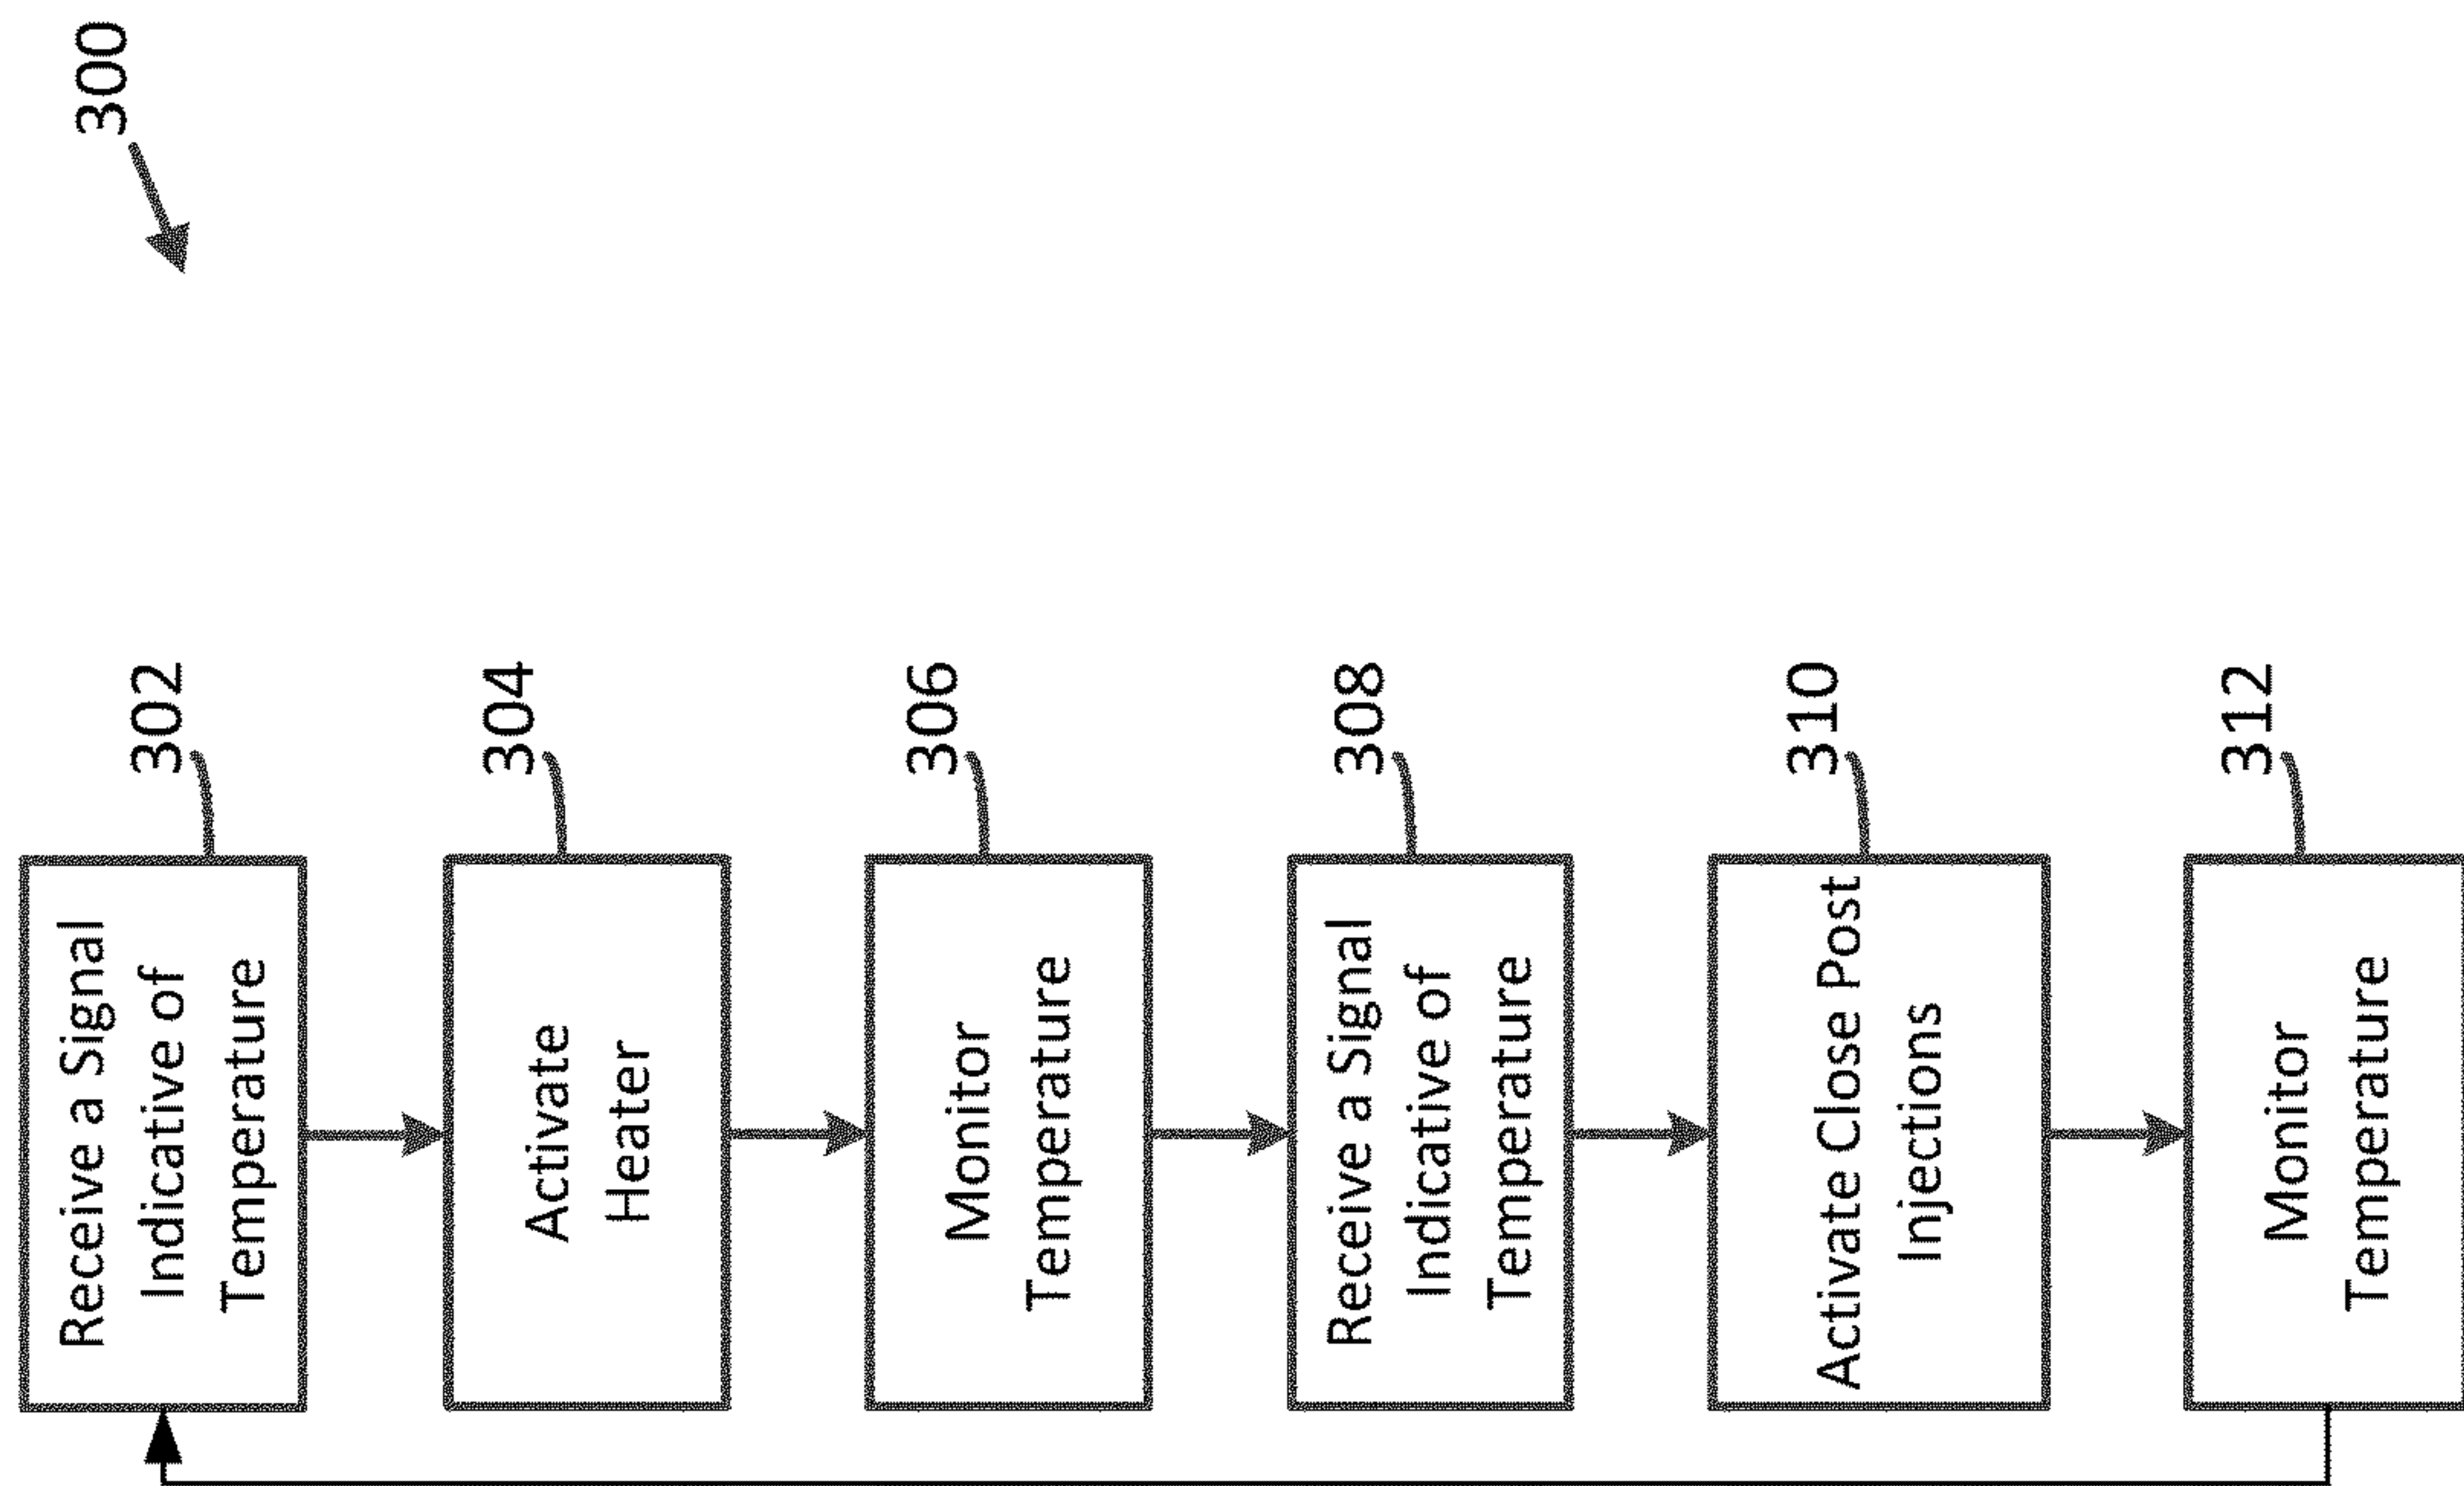 300
302
Receive a Signal
Indicative of
Temperature
304
Activate
Heater
306
Monitor
Temperature
308
Receive a Signal
Indicative of
Temperature
310
Activate Close Post
Injections
312
Monitor
Temperature